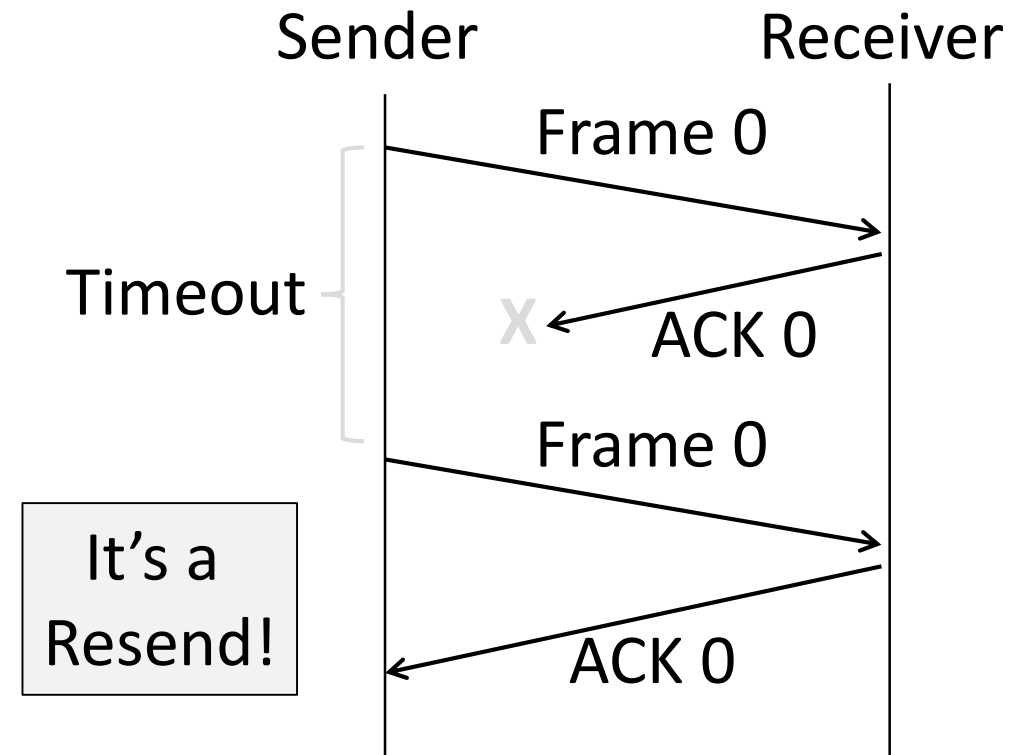 Sender
Receiver
Frame 0
Timeout
X
ACK 0
Frame 0
It’s a
Resend!
ACK 0